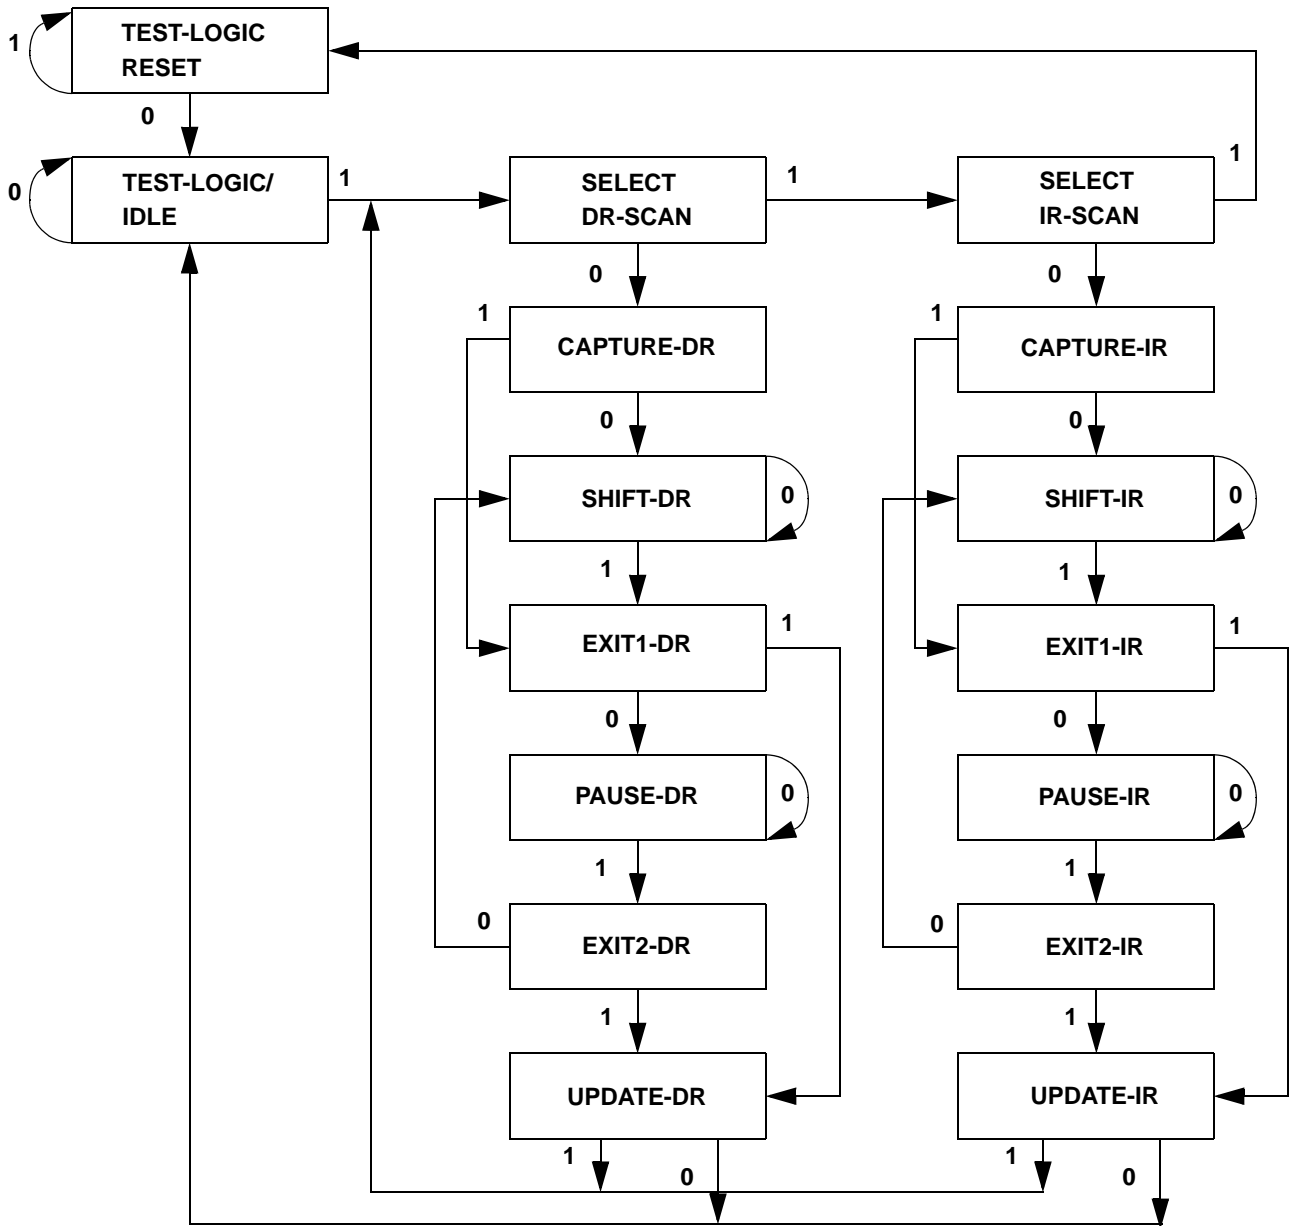 TEST-LOGIC
RESET
1
0
TEST-LOGIC/
IDLE
0
1
SELECT
DR-SCAN
1
SELECT
IR-SCAN
1
0
0
1
CAPTURE-DR
1
CAPTURE-IR
0
0
SHIFT-DR
0
SHIFT-IR
0
1
1
EXIT1-DR
1
EXIT1-IR
1
0
0
PAUSE-DR
0
PAUSE-IR
0
1
1
0
EXIT2-DR
0
EXIT2-IR
1
1
UPDATE-DR
UPDATE-IR
1
0
1
0